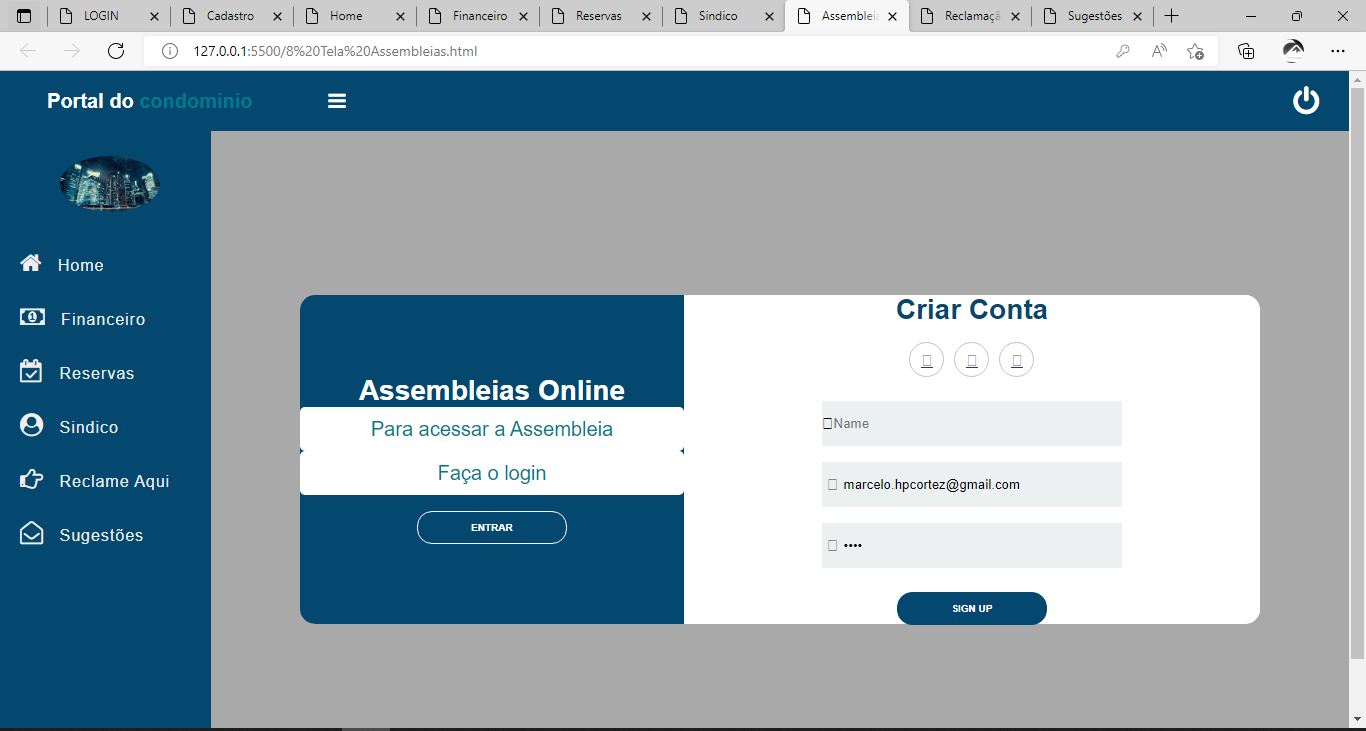 LOGIN
Cadastro
Home
Financeiro
Reservas
Sindico
Assembleia
Reclamaçã
Sugestões
127.0.0.1:5500/8%20Tela%20Assembleias.html
Portal do condominio
Home
Financeiro
Reservas
Sindico
Reclame Aqui
Sugestões
Assembleias Online
Para acessar a Assembleia
Faça o login
ENTRAR
Criar Conta
Name
marcelo.hpcortez@gmail.com
••••
SIGN UP